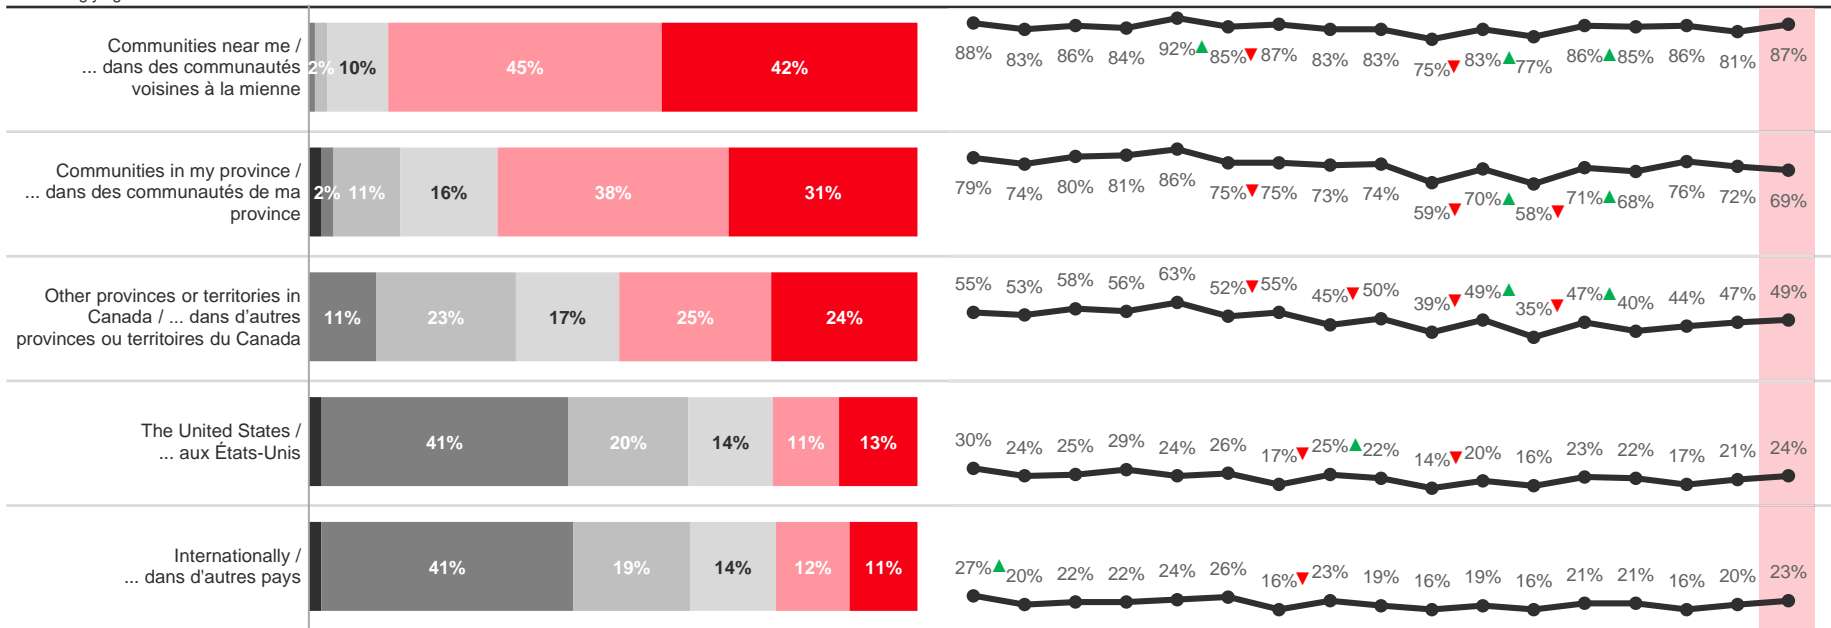 Communities near me /
... dans des communautés
voisines à la mienne
2% 10% 45% 42%
88% 83% 86% 84% 92% 85% 87% 83% 83% 75% 83% 77% 86% 85% 86% 81% 87%
Communities in my province /
... dans des communautés de ma
province
2% 11% 16% 38% 31%
79% 74% 80% 81% 86% 75% 75% 73% 74% 59% 70% 58% 71% 68% 76% 72% 69%
Other provinces or territories in
Canada / ... dans d’autres
provinces ou territoires du Canada
11% 23% 17% 25% 24%
55% 53% 58% 56% 63% 52% 55% 45% 50% 39% 49% 35% 47% 40% 44% 47% 49%
The United States /
... aux États-Unis
41% 20% 14% 11% 13%
30% 24% 25% 29% 24% 26% 17% 25% 22% 14% 20% 16% 23% 22% 17% 21% 24%
Internationally /
... dans d'autres pays
41% 19% 14% 12% 11%
27% 20% 22% 22% 24% 26% 16% 23% 19% 16% 19% 16% 21% 21% 16% 20% 23%